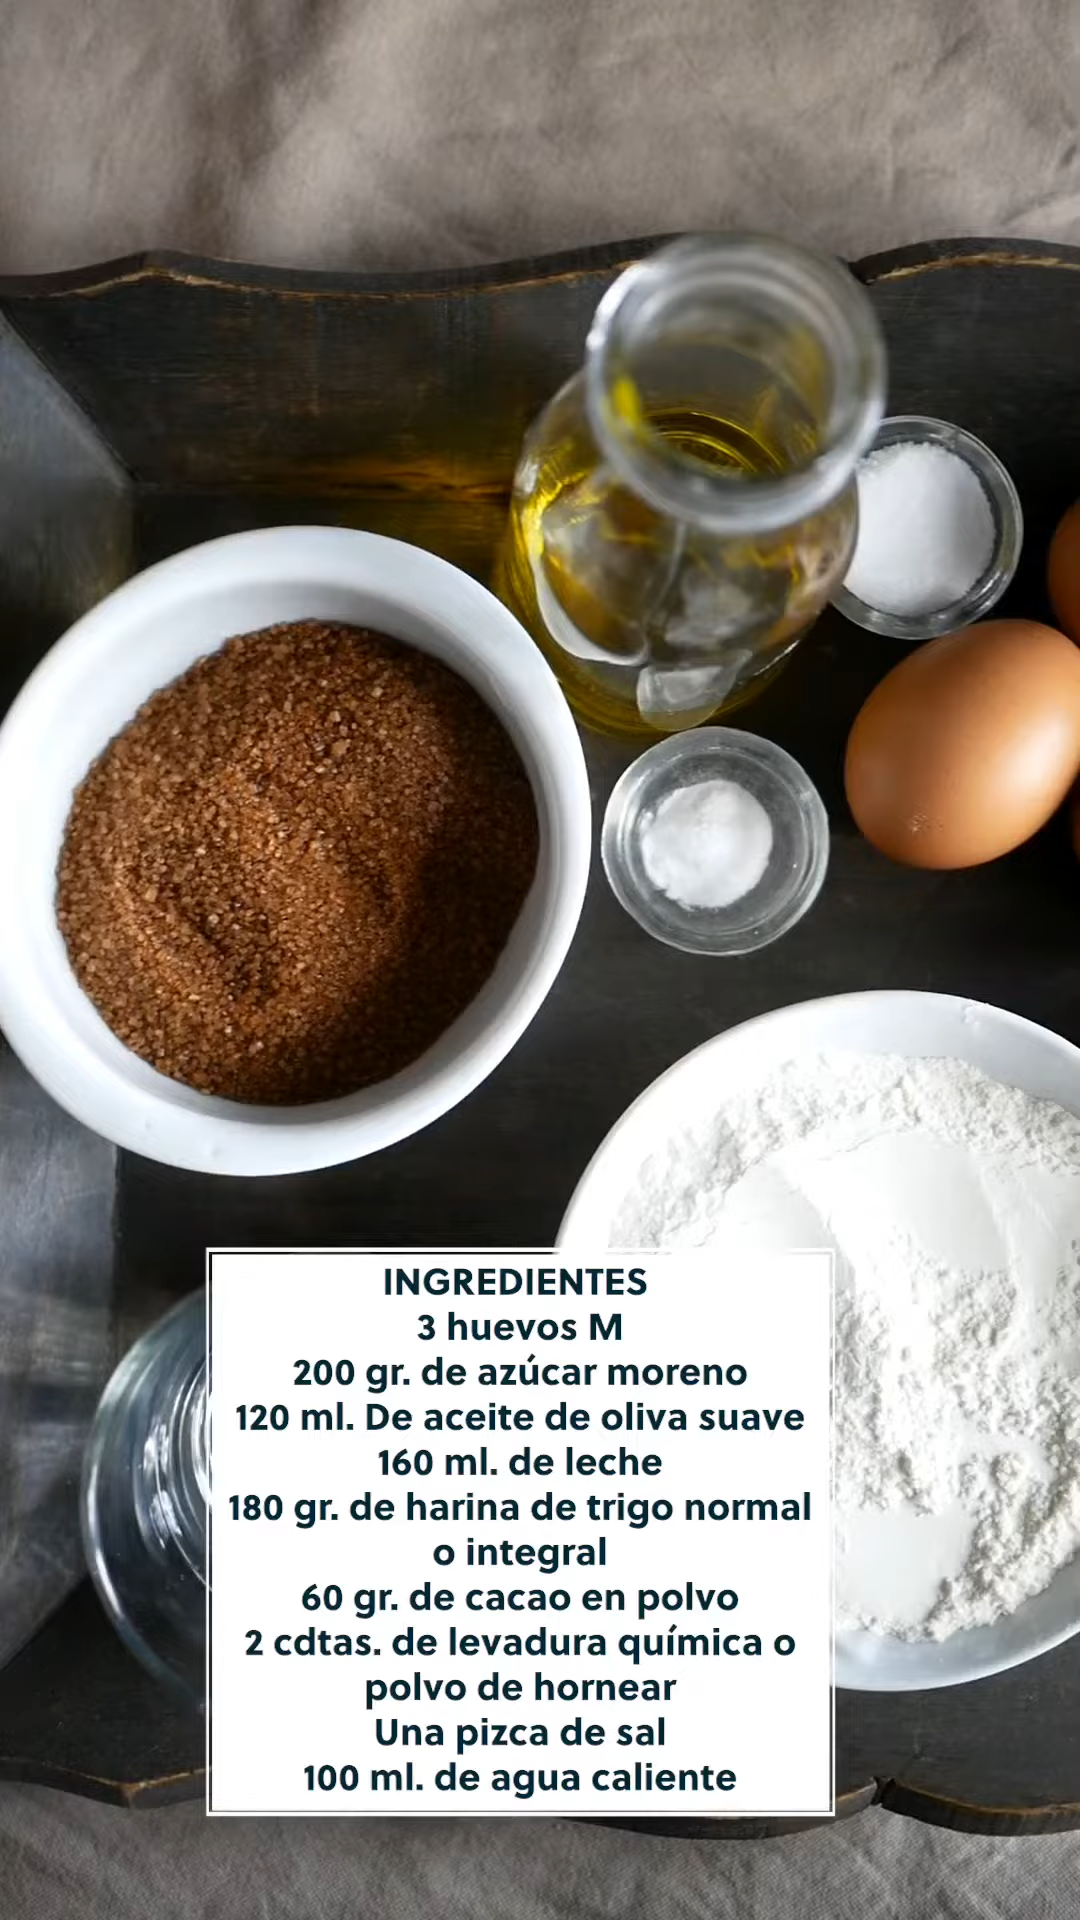 INGREDIENTES
3 huevos M
200 gr. de azúcar moreno
120 ml. De aceite de oliva suave
160 ml. de leche
180 gr. de harina de trigo normal
o integral
60 gr. de cacao en polvo
2 cdtas. de levadura química o
polvo de hornear
Una pizca de sal
100 ml. de agua caliente